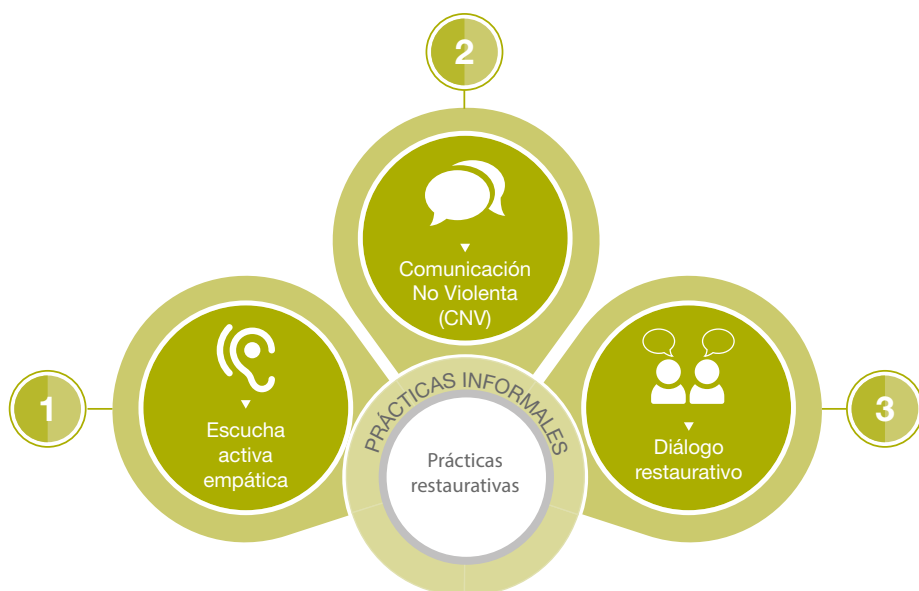 2
Comunicación
No Violenta
(CNV)
1
Escucha
activa
empática
PRÁCTICAS INFORMALES
Prácticas
restaurativas
3
Diálogo
restaurativo